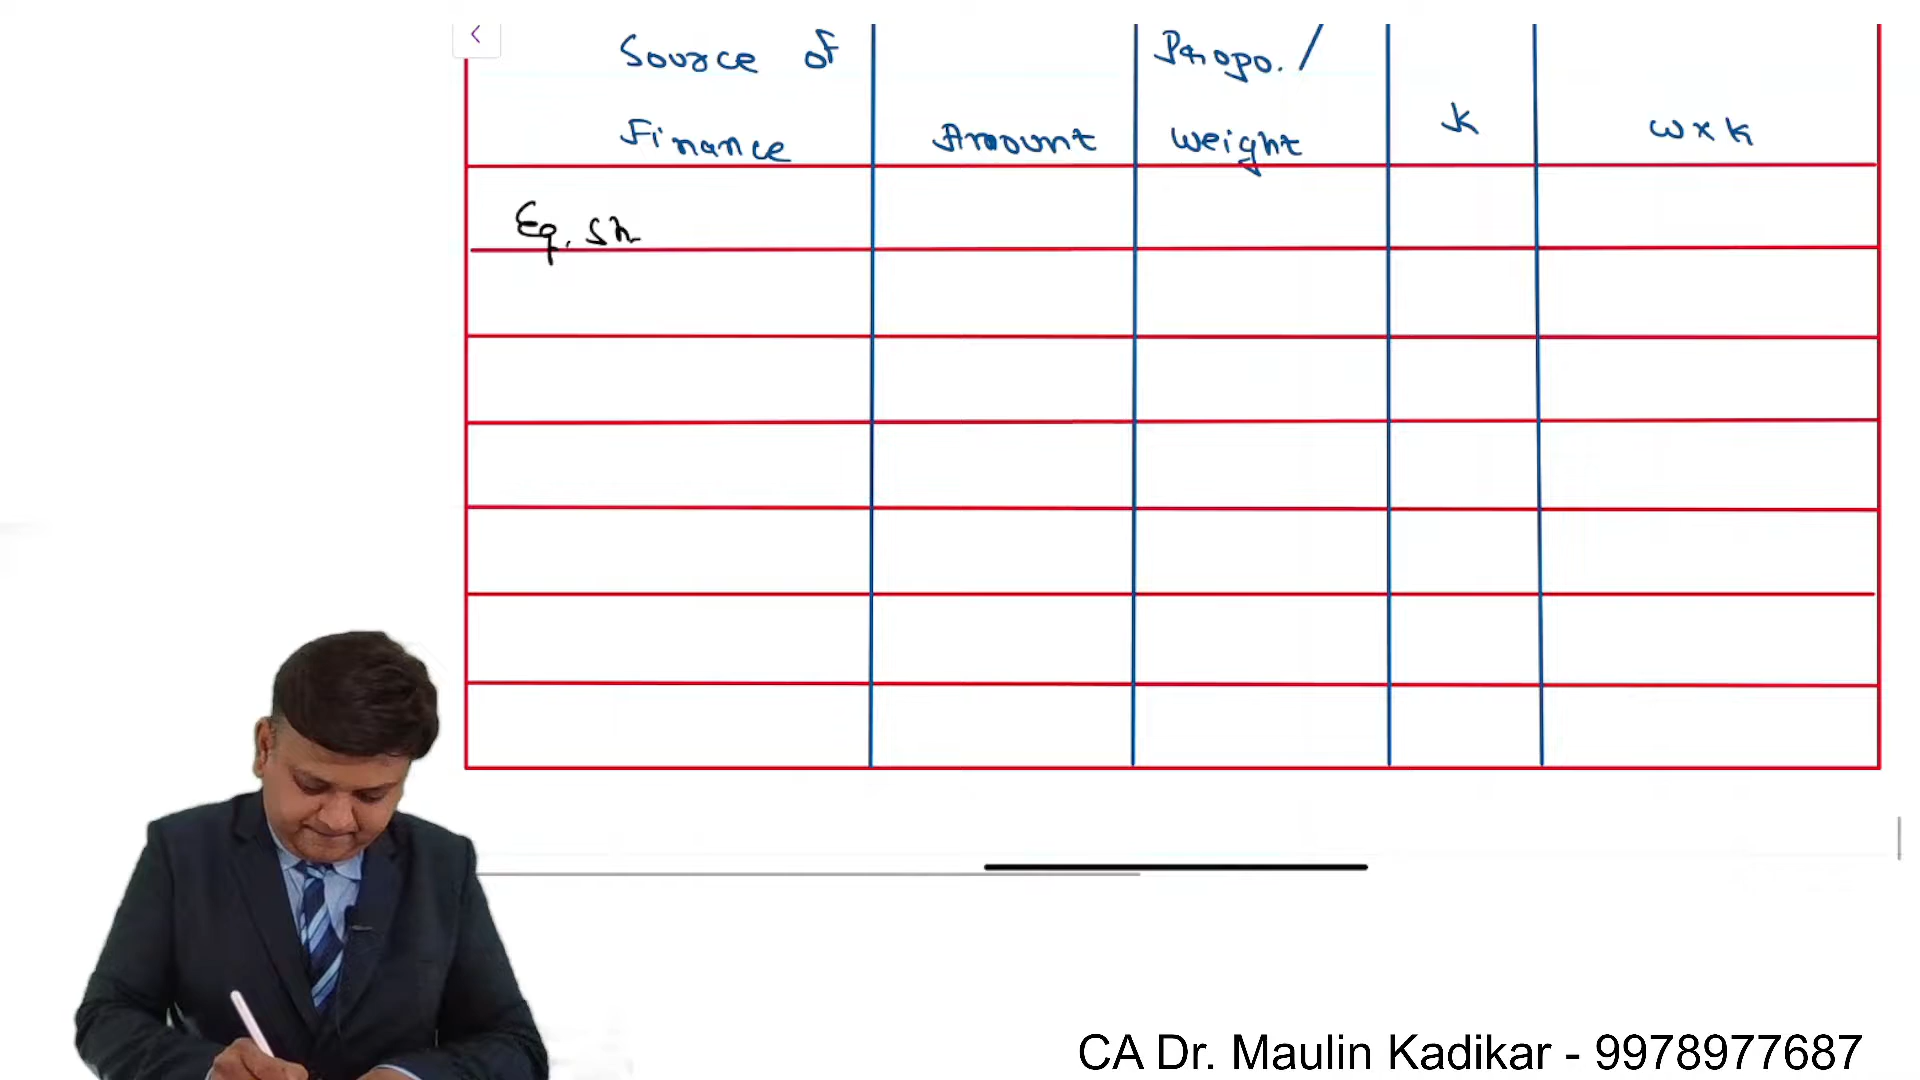 Source of
Finance
Amount
Propo. /
weight
K
W x K
Eq. Sh
CA Dr. Maulin Kadikar - 9978977687